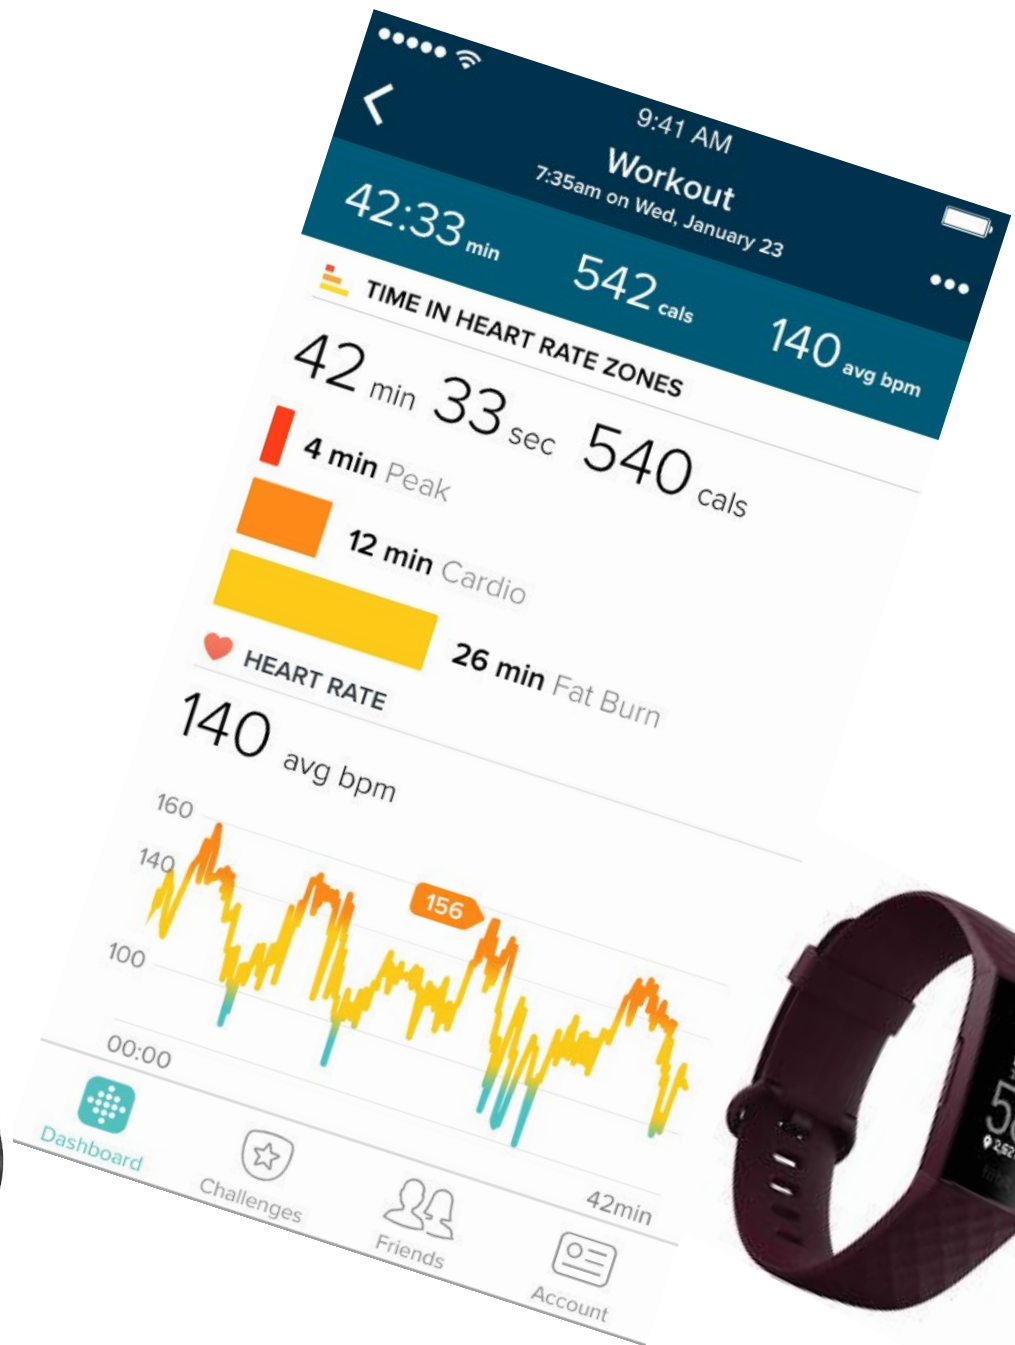 9:41 AM
Workout
7:35am on Wed, January 23
42:33 min 542 cals 140 avg bpm
TIME IN HEART RATE ZONES
42 min 33 sec 540 cals
4 min Peak
12 min Cardio
26 min Fat Burn
HEART RATE
140 avg bpm
160
140
156
100
00:00
42min
Dashboard
Challenges
Friends
Account